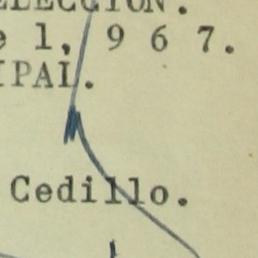 ELECCION.
e 1, 9 6 7.
IPAL.
Cedillo.